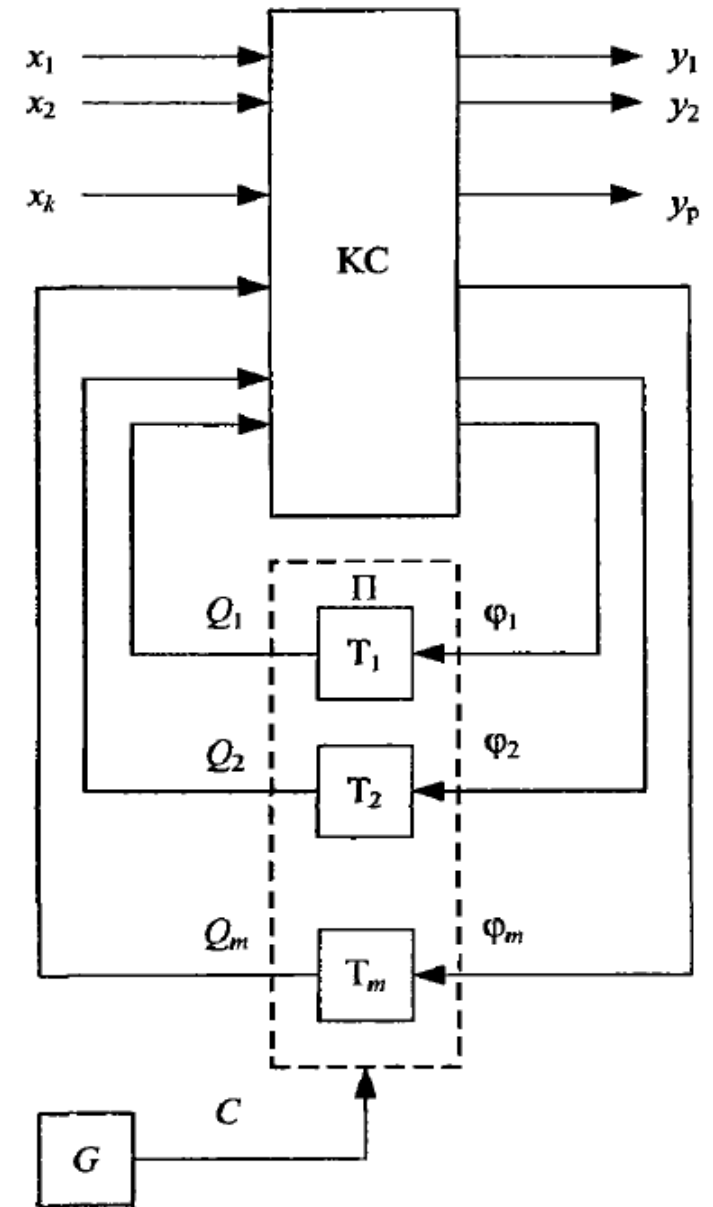 x₁ y₁
x₂ y₂
xₖ yₚ
КС
П
Q₁ T₁ φ₁
Q₂ T₂ φ₂
Qₘ Tₘ φₘ
C
G